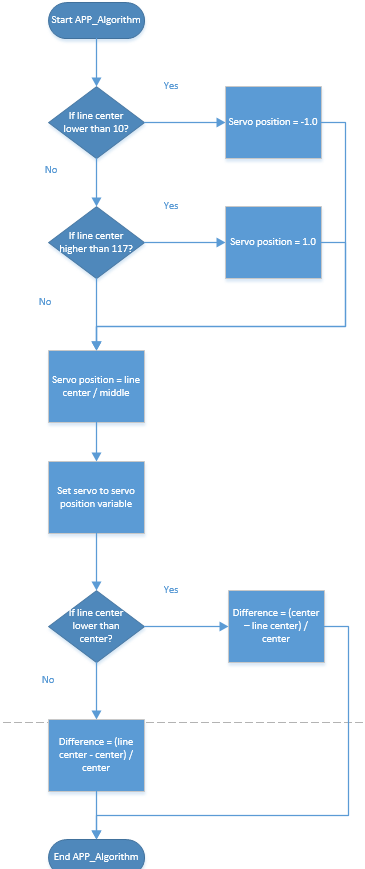 Start APP_Algorithm
Yes
If line center
lower than 10?
Servo position = -1.0
No
Yes
If line center
higher than 117?
Servo position = 1.0
No
Servo position = line
center / middle
Set servo to servo
position variable
Yes
If line center
lower than
center?
Difference = (center
– line center) /
center
No
Difference = (line
center - center) /
center
End APP_Algorithm